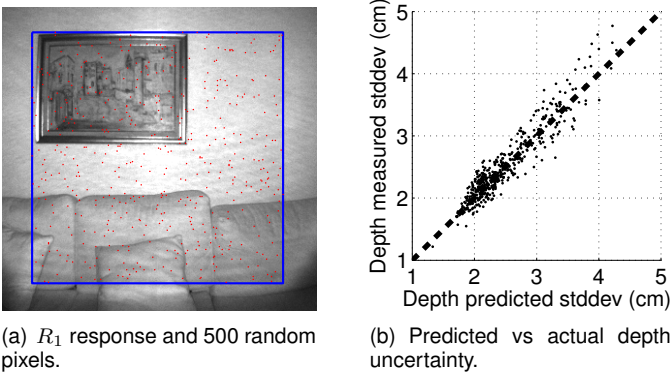 5
4
3
2
1
Depth measured stddev (cm)
1 2 3 4 5
Depth predicted stddev (cm)
(a) R₁ response and 500 random
pixels.
(b) Predicted vs actual depth
uncertainty.